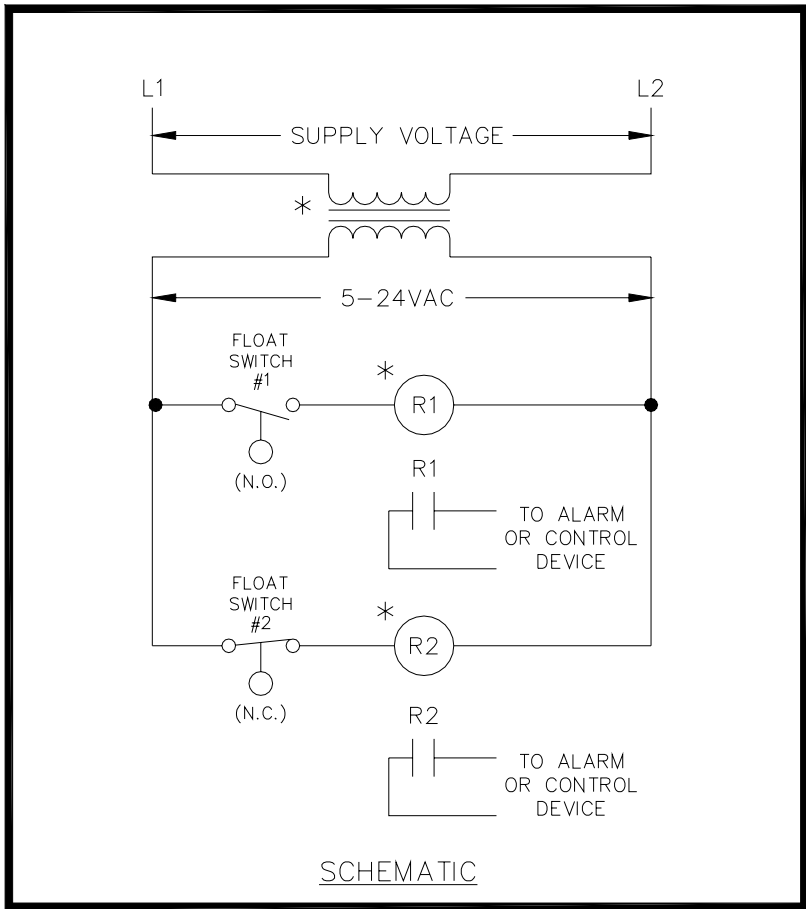 L1
L2
SUPPLY VOLTAGE
*
5-24VAC
FLOAT
SWITCH
#1
*
R1
(N.O.)
R1
TO ALARM
OR CONTROL
DEVICE
FLOAT
SWITCH
#2
*
R2
(N.C.)
R2
TO ALARM
OR CONTROL
DEVICE
SCHEMATIC